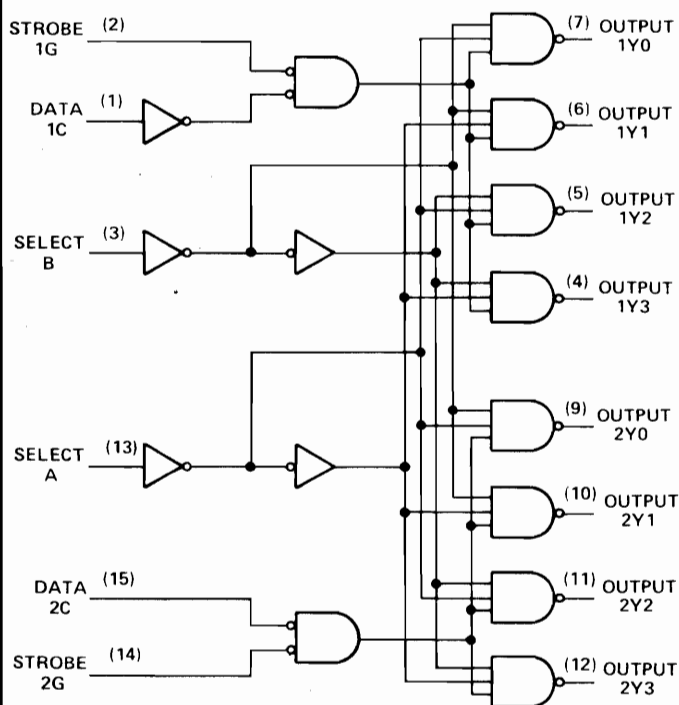 STROBE (2)
1G
DATA (1)
1C
SELECT (3)
B
SELECT (13)
A
DATA (15)
2C
STROBE (14)
2G
(7) OUTPUT
1Y0
(6) OUTPUT
1Y1
(5) OUTPUT
1Y2
(4) OUTPUT
1Y3
(9) OUTPUT
2Y0
(10) OUTPUT
2Y1
(11) OUTPUT
2Y2
(12) OUTPUT
2Y3